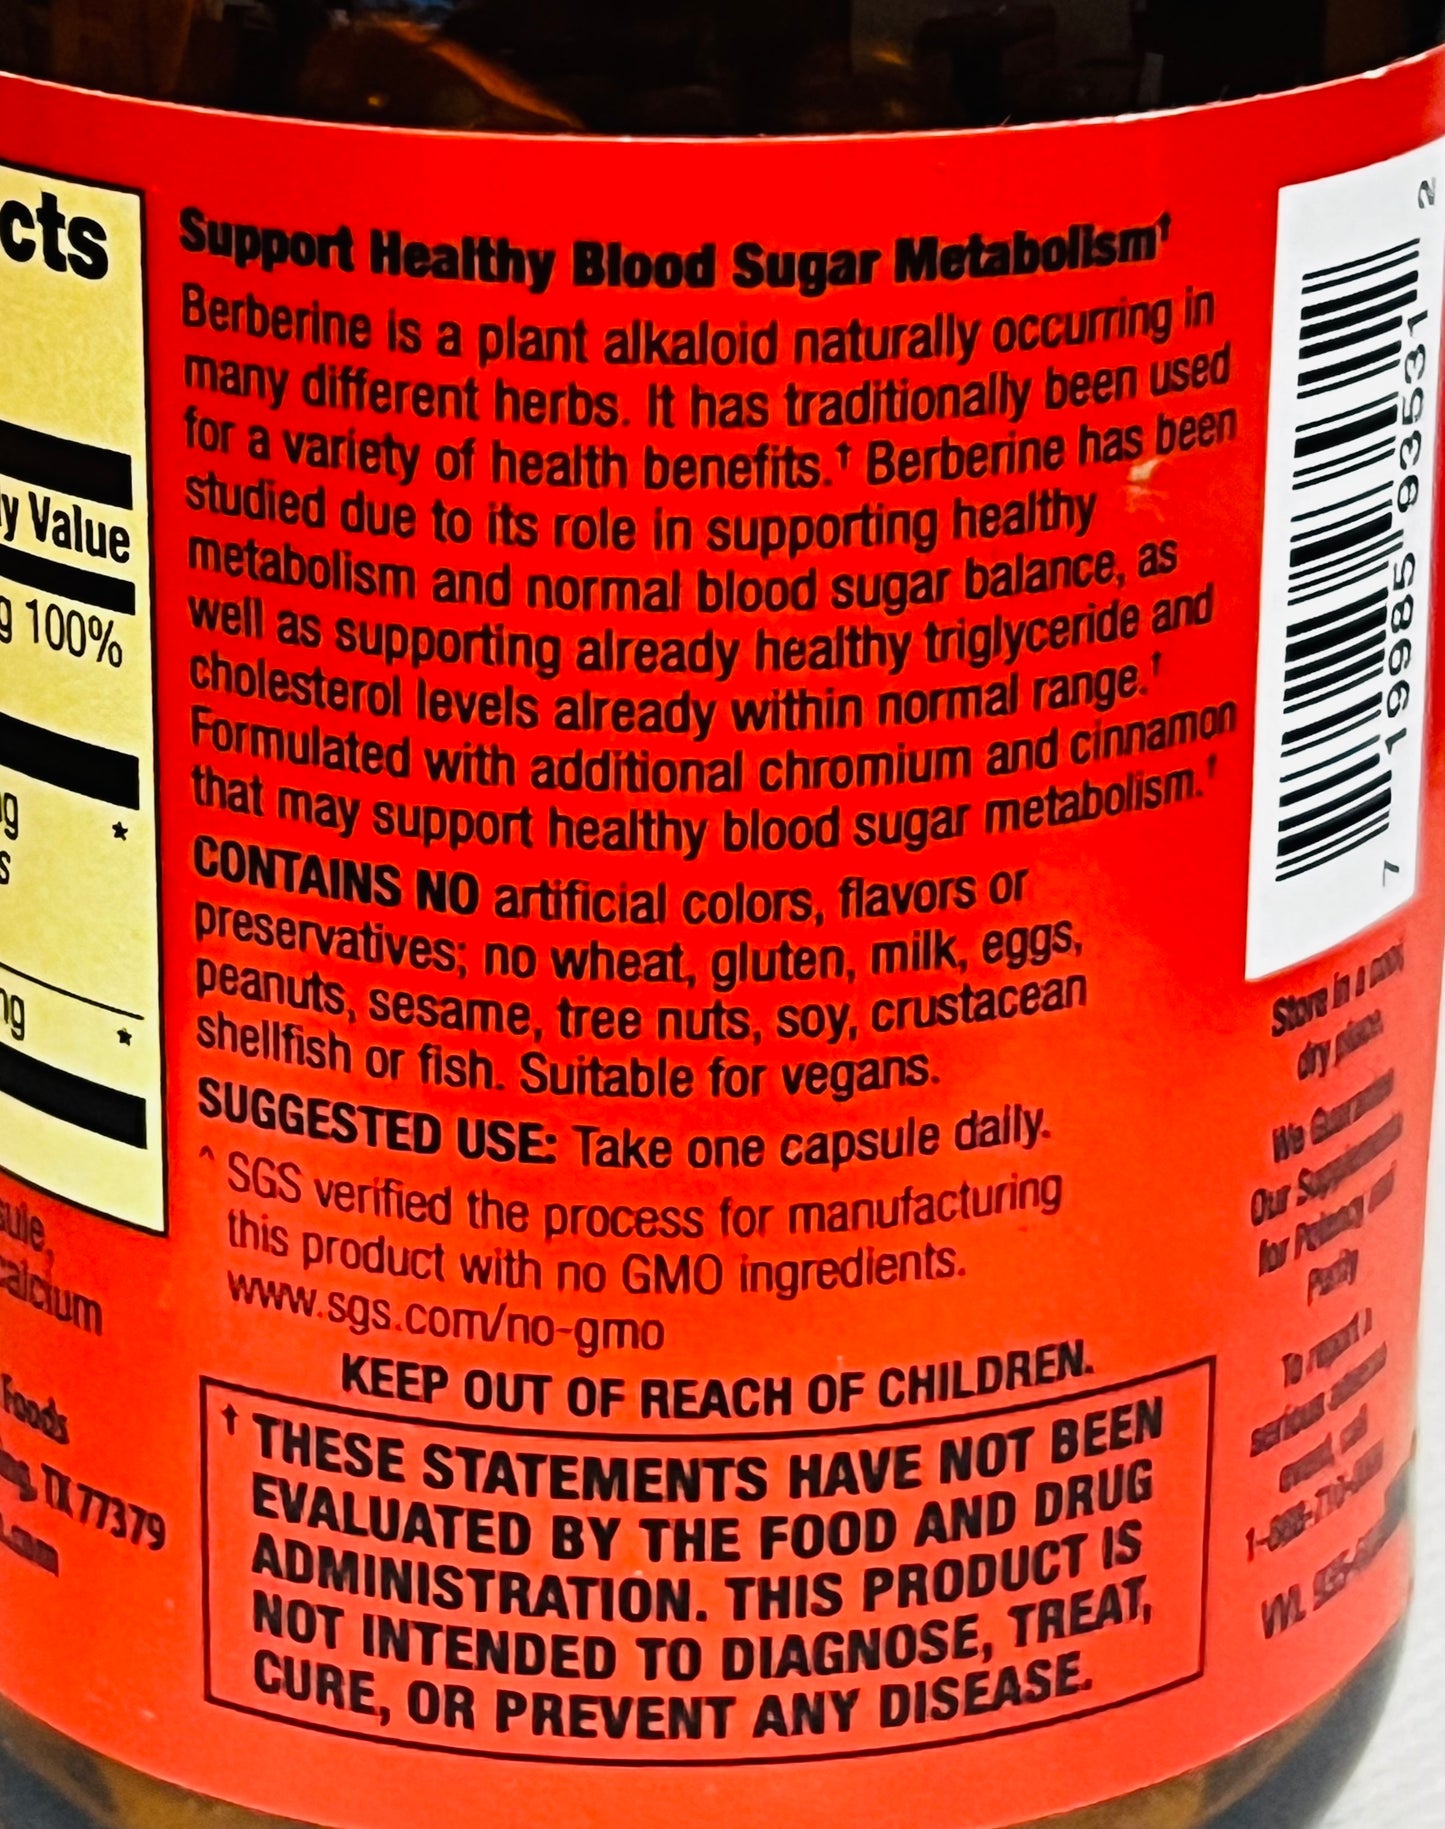 cts
y Value
g 100%
g *
s
ng *
ule,
alcium
Foods
g, TX 77379
Support Healthy Blood Sugar Metabolism†
Berberine is a plant alkaloid naturally occurring in
many different herbs. It has traditionally been used
for a variety of health benefits.† Berberine has been
studied due to its role in supporting healthy
metabolism and normal blood sugar balance, as
well as supporting already healthy triglyceride and
cholesterol levels already within normal range.†
Formulated with additional chromium and cinnamon
that may support healthy blood sugar metabolism.†
CONTAINS NO artificial colors, flavors or
preservatives; no wheat, gluten, milk, eggs,
peanuts, sesame, tree nuts, soy, crustacean
shellfish or fish. Suitable for vegans.
SUGGESTED USE: Take one capsule daily.
^ SGS verified the process for manufacturing
this product with no GMO ingredients.
www.sgs.com/no-gmo
KEEP OUT OF REACH OF CHILDREN.
† THESE STATEMENTS HAVE NOT BEEN
EVALUATED BY THE FOOD AND DRUG
ADMINISTRATION. THIS PRODUCT IS
NOT INTENDED TO DIAGNOSE, TREAT,
CURE, OR PREVENT ANY DISEASE.
7 19985 93531 2
Store in a cool,
dry place.
We Guarantee
Our Supplements
for Potency and
Purity
To report a
serious adverse
event, call